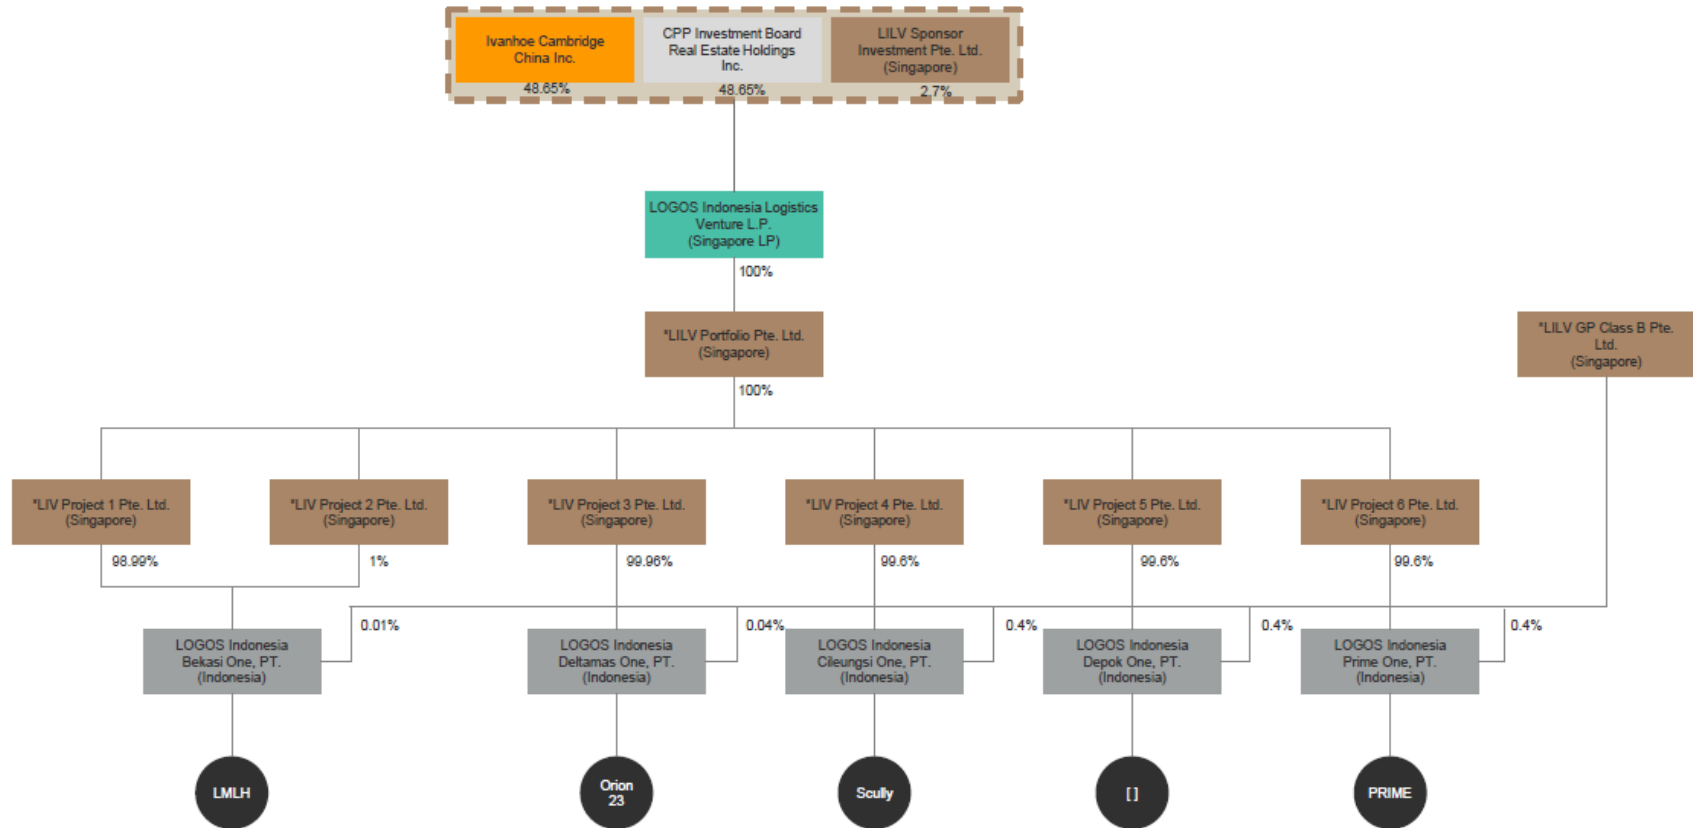 Ivanhoe Cambridge
China Inc.
CPP Investment Board
Real Estate Holdings
Inc.
LILV Sponsor
Investment Pte. Ltd.
(Singapore)
48.65%
48.65%
2.7%
LOGOS Indonesia Logistics
Venture L.P.
(Singapore LP)
100%
*LILV Portfolio Pte. Ltd.
(Singapore)
*LILV GP Class B Pte.
Ltd.
(Singapore)
100%
*LIV Project 1 Pte. Ltd.
(Singapore)
*LIV Project 2 Pte. Ltd.
(Singapore)
*LIV Project 3 Pte. Ltd.
(Singapore)
*LIV Project 4 Pte. Ltd.
(Singapore)
*LIV Project 5 Pte. Ltd.
(Singapore)
*LIV Project 6 Pte. Ltd.
(Singapore)
98.99%
1%
99.96%
99.6%
99.6%
99.6%
0.01%
0.04%
0.4%
0.4%
0.4%
LOGOS Indonesia
Bekasi One, PT.
(Indonesia)
LOGOS Indonesia
Deltamas One, PT.
(Indonesia)
LOGOS Indonesia
Cileungsi One, PT.
(Indonesia)
LOGOS Indonesia
Depok One, PT.
(Indonesia)
LOGOS Indonesia
Prime One, PT.
(Indonesia)
LMLH
Orion
23
Scully
[ ]
PRIME